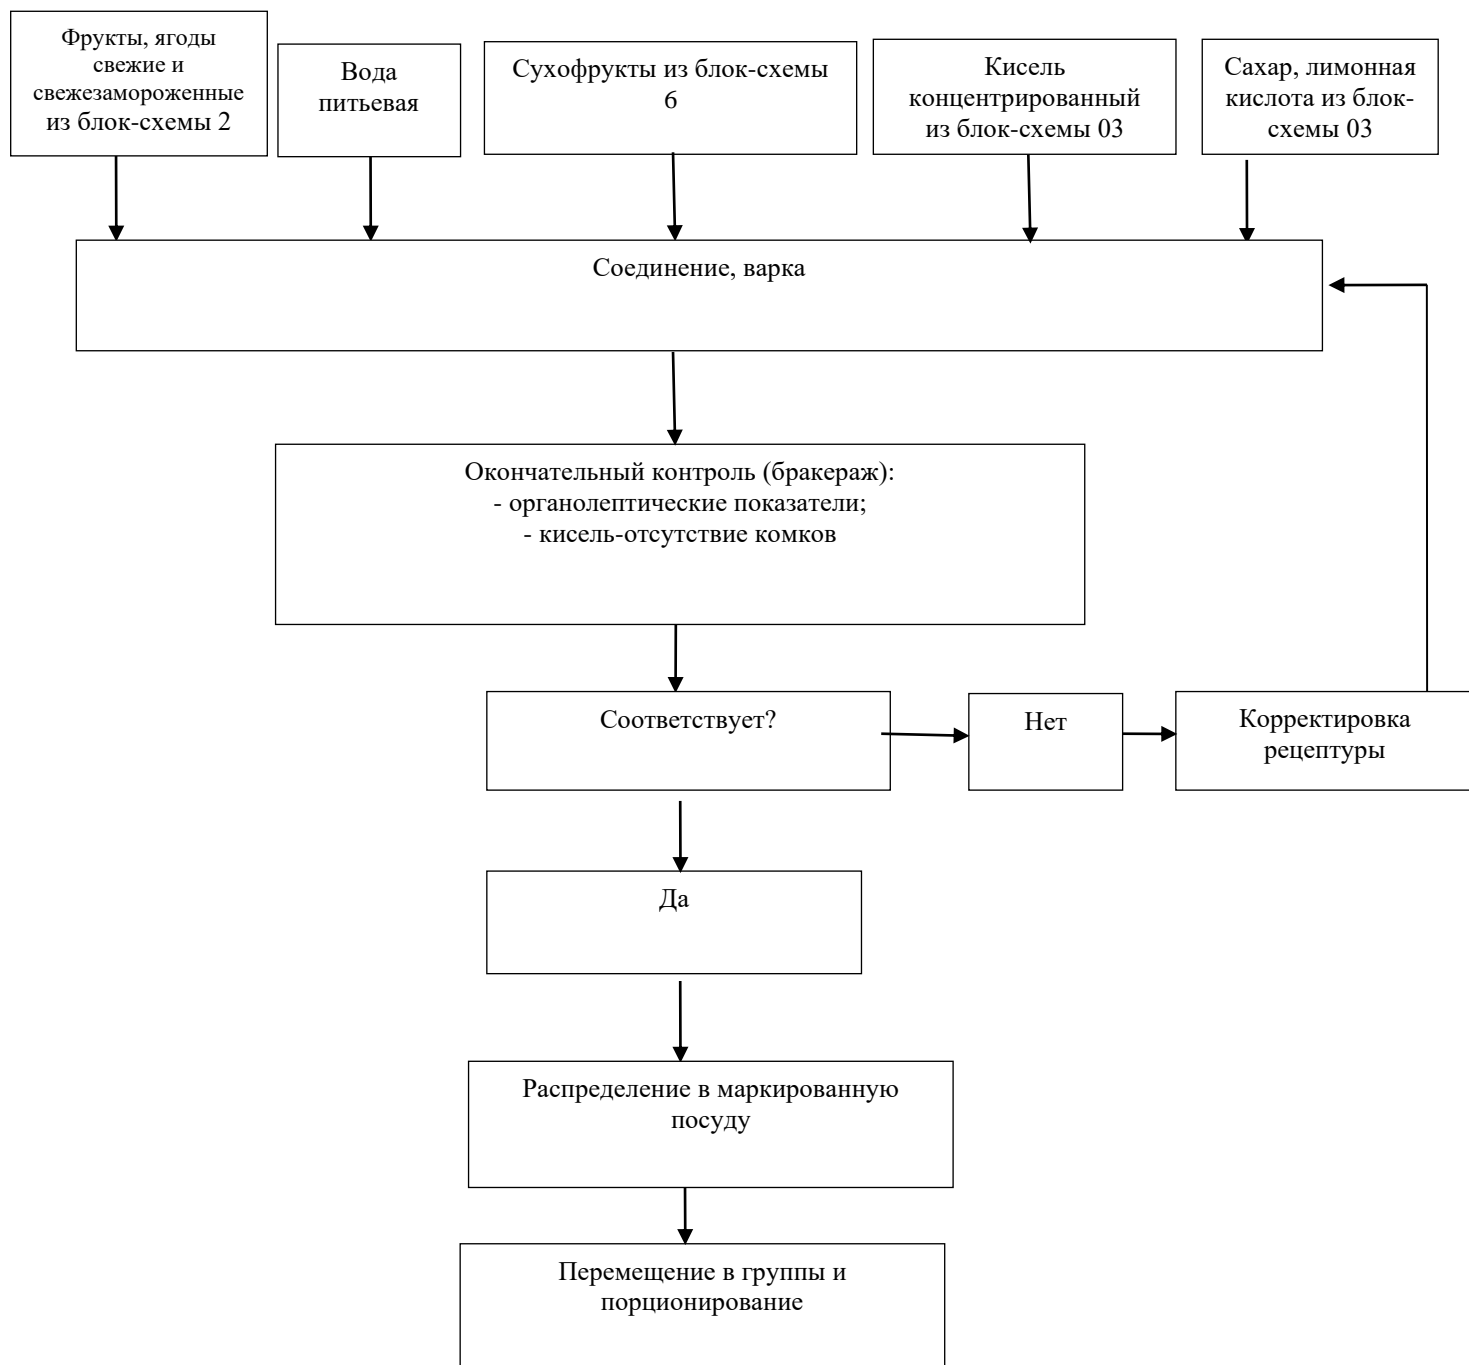 Фрукты, ягоды
свежие и
свежезамороженные
из блок-схемы 2
Вода
питьевая
Сухофрукты из блок-схемы
6
Кисель
концентрированный
из блок-схемы 03
Сахар, лимонная
кислота из блок-
схемы 03
Соединение, варка
Окончательный контроль (бракераж):
- органолептические показатели;
- кисель-отсутствие комков
Соответствует?
Нет
Корректировка
рецептуры
Да
Распределение в маркированную
посуду
Перемещение в группы и
порционирование